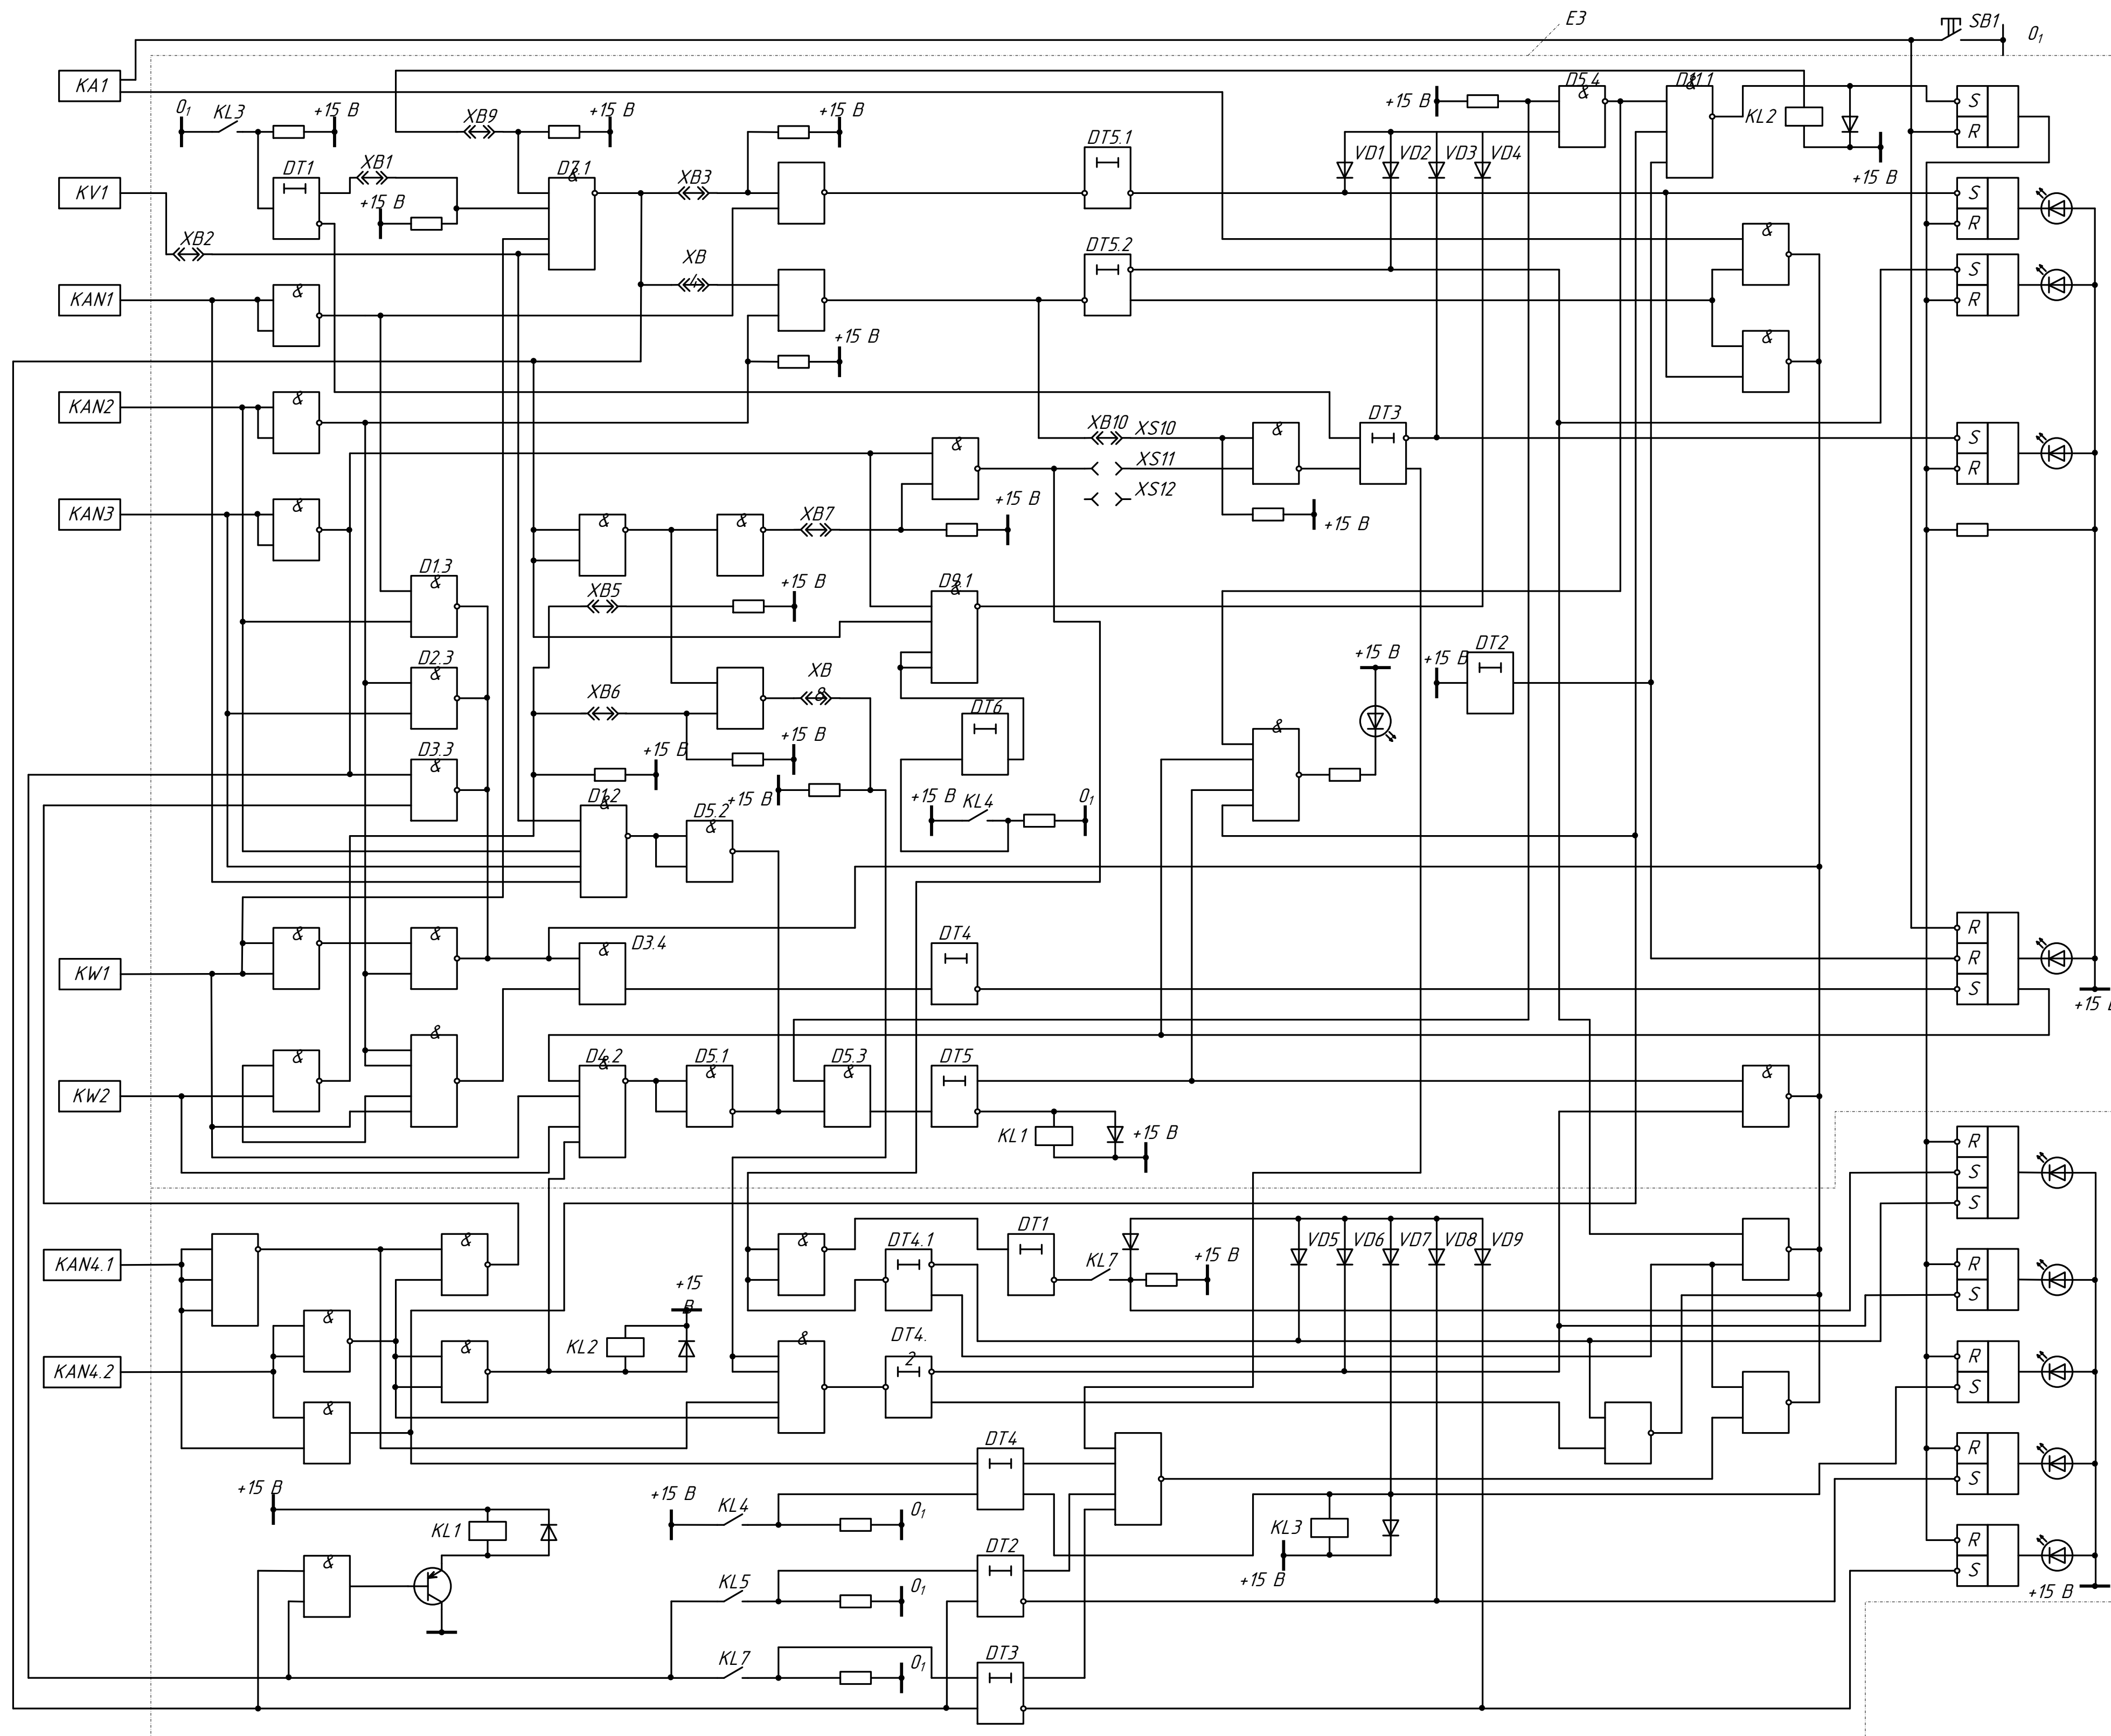 E3
SB1
0₁
KA1
D5.4
&
D11.1
&
+15 В
KL2
S
R
0₁
KL3
+15 В
XB9
+15 В
+15 В
DT1
XB1
D7.1
&
XB3
DT5.1
VD1
VD2
VD3
VD4
+15 В
KV1
+15 В
S
R
XB2
XB
4
DT5.2
&
S
R
KAN1
&
+15 В
&
KAN2
&
XB10
XS10
&
DT3
S
R
&
XS11
XS12
KAN3
&
&
&
XB7
+15 В
+15 В
D1.3
&
XB5
+15 В
D9.1
&
D2.3
&
XB6
XB
8
DT6
+15 В
+15 В
DT2
D3.3
&
+15 В
+15 В
&
+15 В
D1.2
&
D5.2
&
+15 В
KL4
0₁
KW1
&
&
&
D3.4
DT4
R
R
S
+15 В
&
KW2
&
D4.2
&
D5.1
&
D5.3
&
DT5
&
KL1
+15 В
R
S
S
KAN4.1
&
&
DT4.1
DT1
KL7
+15 В
VD5
VD6
VD7
VD8
VD9
R
S
+15
В
KAN4.2
&
&
KL2
&
DT4.
2
R
S
&
DT4
R
S
+15 В
KL1
+15 В
KL4
0₁
KL3
+15 В
&
DT2
KL5
0₁
R
S
+15 В
KL7
0₁
DT3